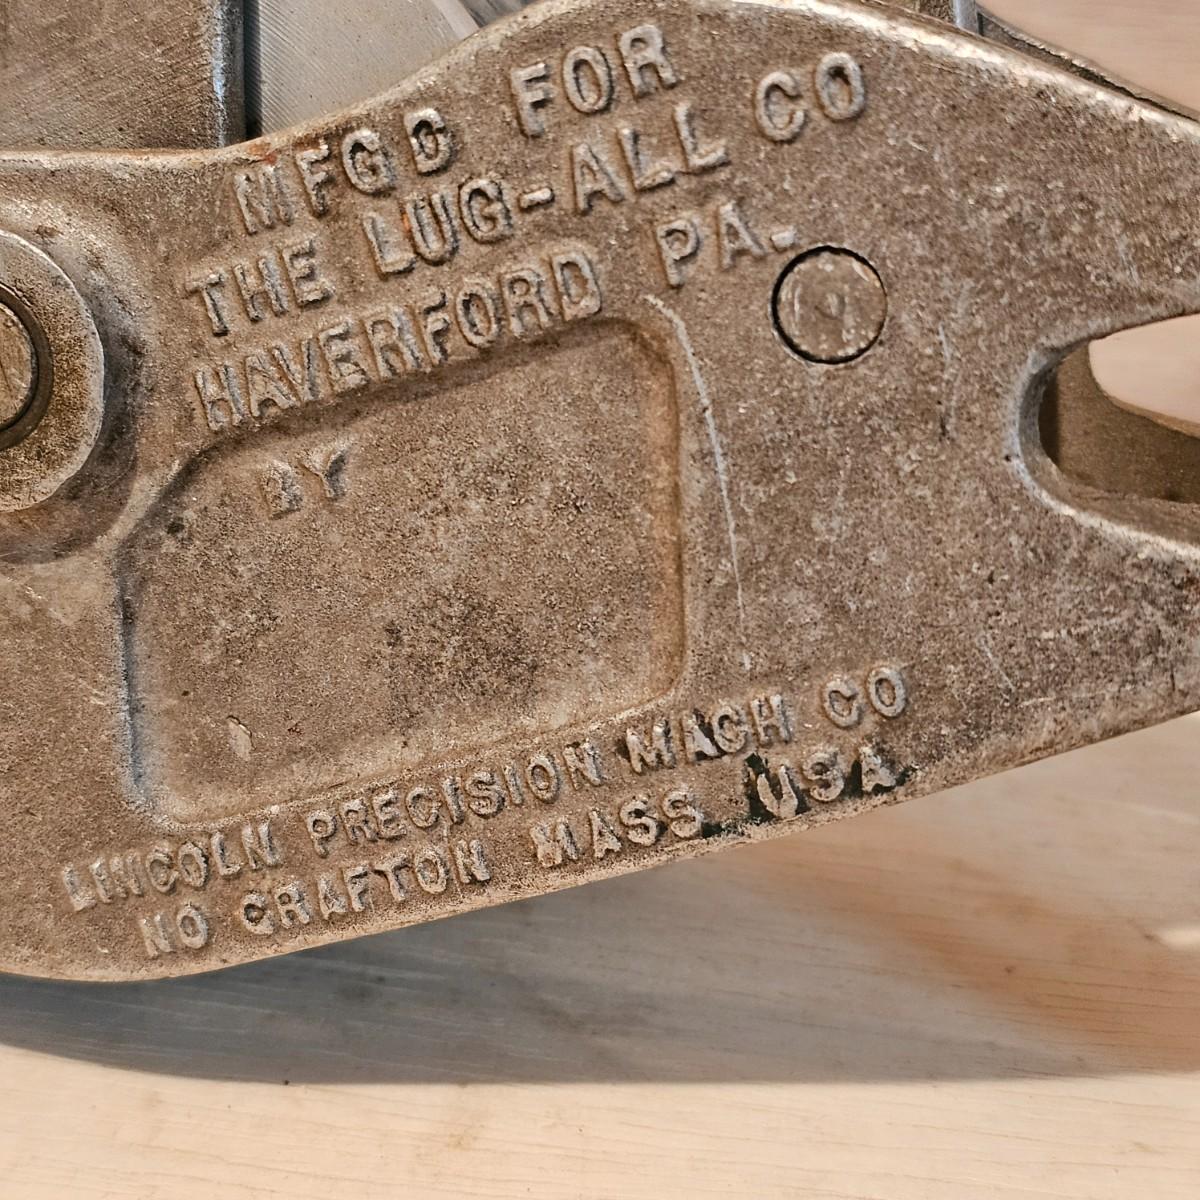 MFGD FOR
THE LUG-ALL CO
HAVERFORD PA.
BY
LINCOLN PRECISION MACH CO
NO GRAFTON MASS USA